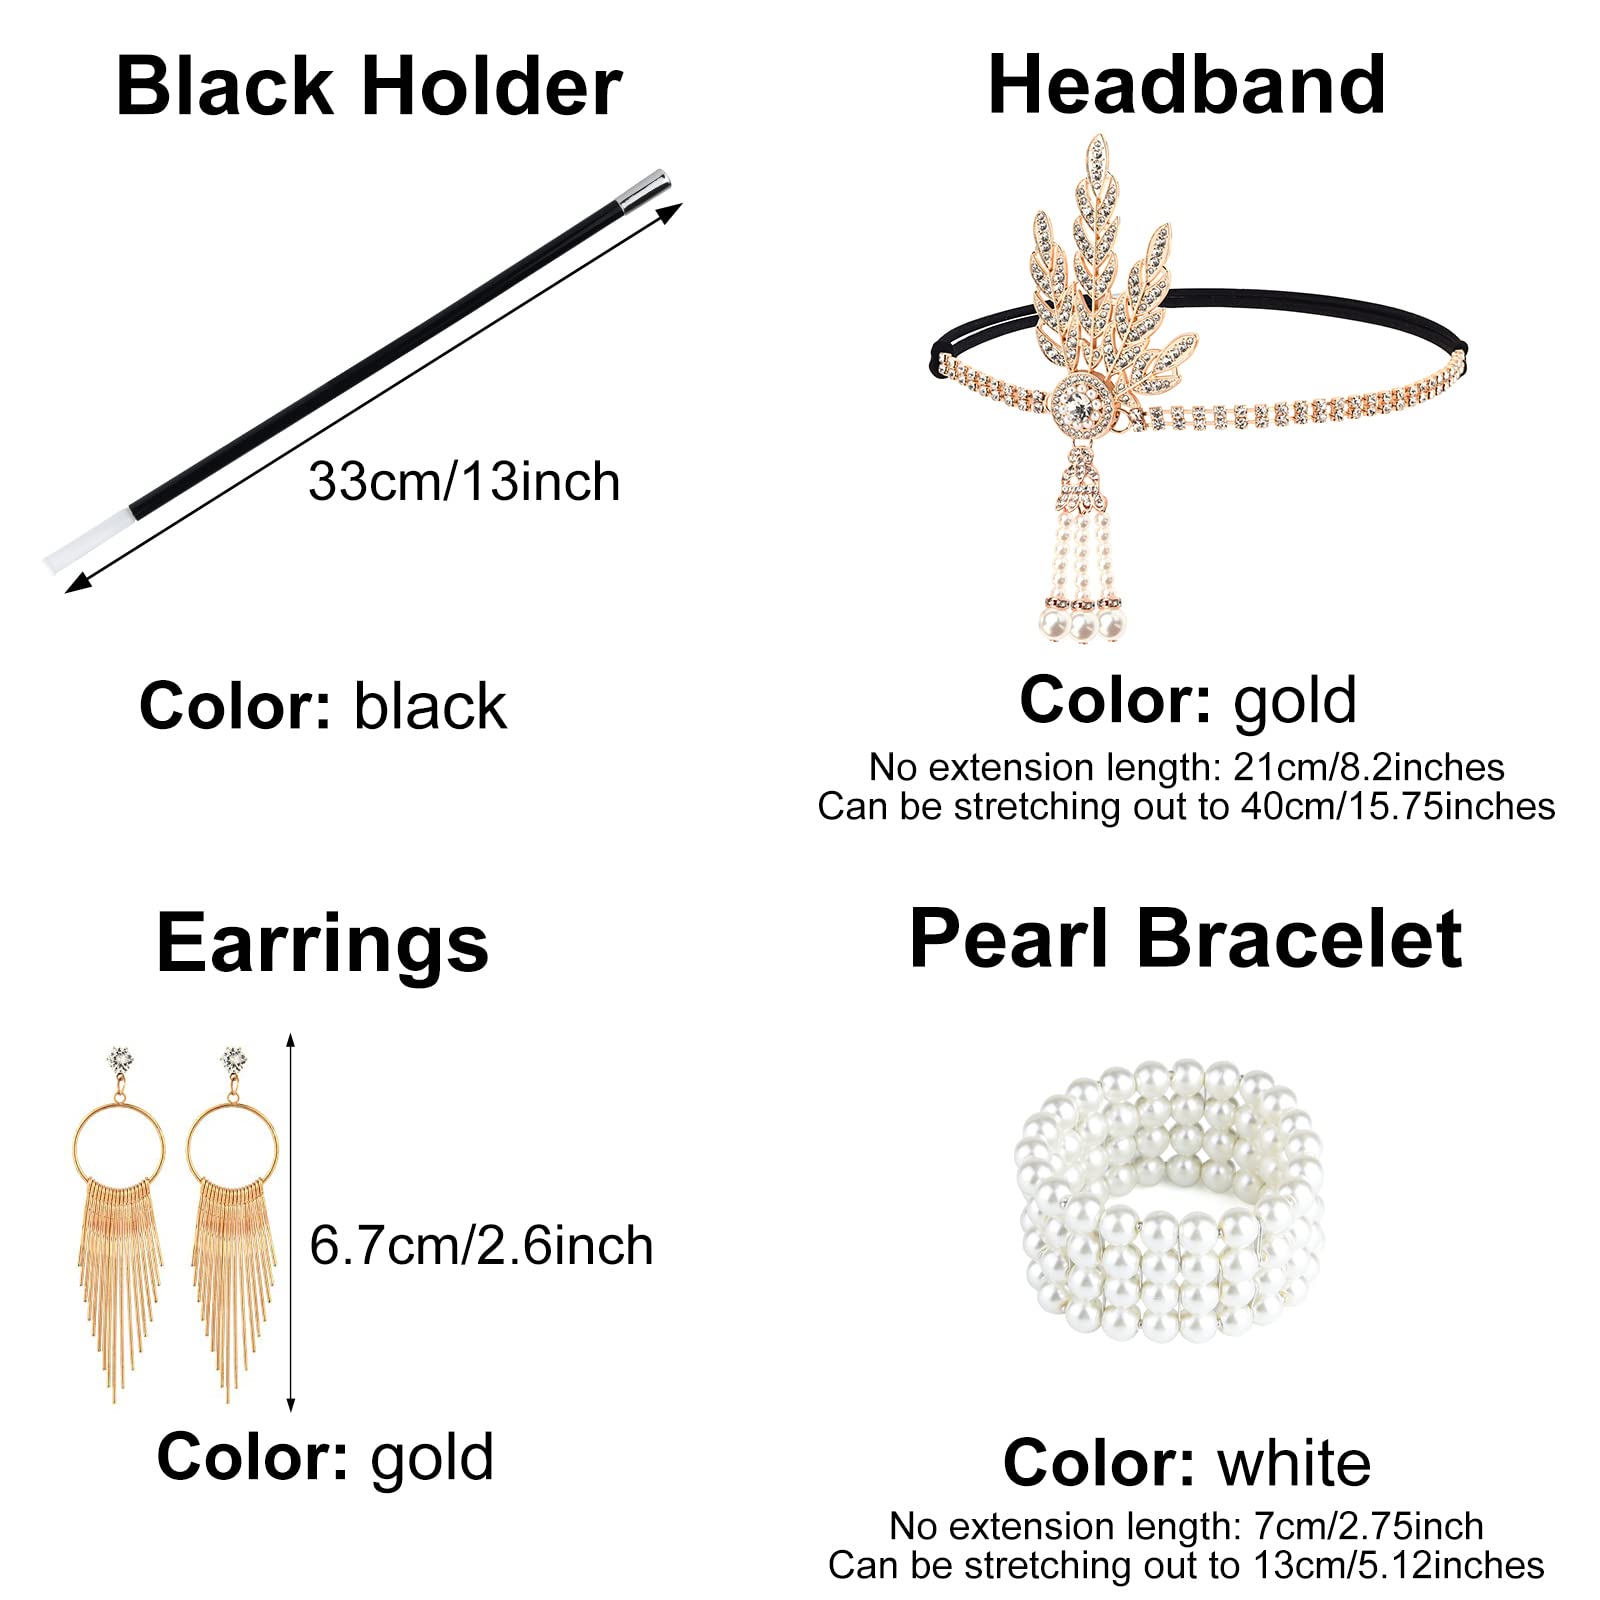 Black Holder
33cm/13inch
Color: black
Headband
Color: gold
No extension length: 21cm/8.2inches
Can be stretching out to 40cm/15.75inches
Earrings
6.7cm/2.6inch
Color: gold
Pearl Bracelet
Color: white
No extension length: 7cm/2.75inch
Can be stretching out to 13cm/5.12inches